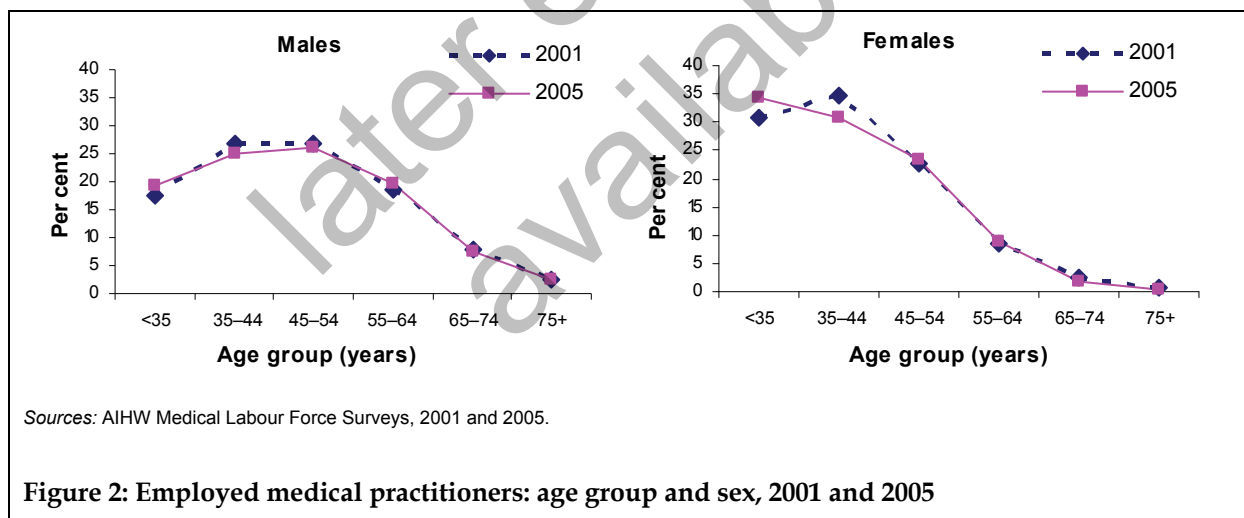 later e
availab
Males
2001
2005
40
35
30
25
20
15
10
5
0
Per cent
<35 35–44 45–54 55–64 65–74 75+
Age group (years)
Females
2001
2005
40
35
30
25
20
15
10
5
0
Per cent
<35 35–44 45–54 55–64 65–74 75+
Age group (years)
Sources: AIHW Medical Labour Force Surveys, 2001 and 2005.
Figure 2: Employed medical practitioners: age group and sex, 2001 and 2005